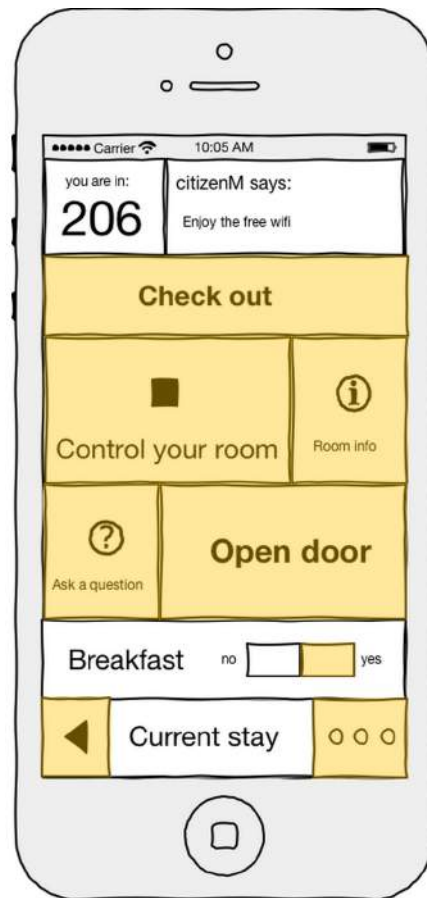 Carrier 10:05 AM
you are in:
206
citizenM says:
Enjoy the free wifi
Check out
Control your room
Room info
Ask a question
Open door
Breakfast no yes
Current stay